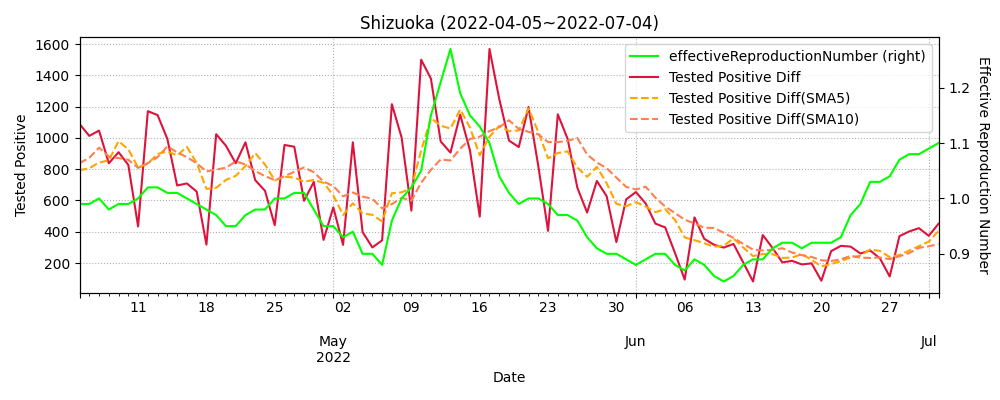 Shizuoka (2022-04-05~2022-07-04)
effectiveReproductionNumber (right)
Tested Positive Diff
Tested Positive Diff(SMA5)
Tested Positive Diff(SMA10)
Tested Positive
1600
1400
1200
1000
800
600
400
200
1.2
1.1
1.0
0.9
Effective Reproduction Number
11 18 25 02 09 16 23 30 06 13 20 27
May Jun Jul
2022
Date